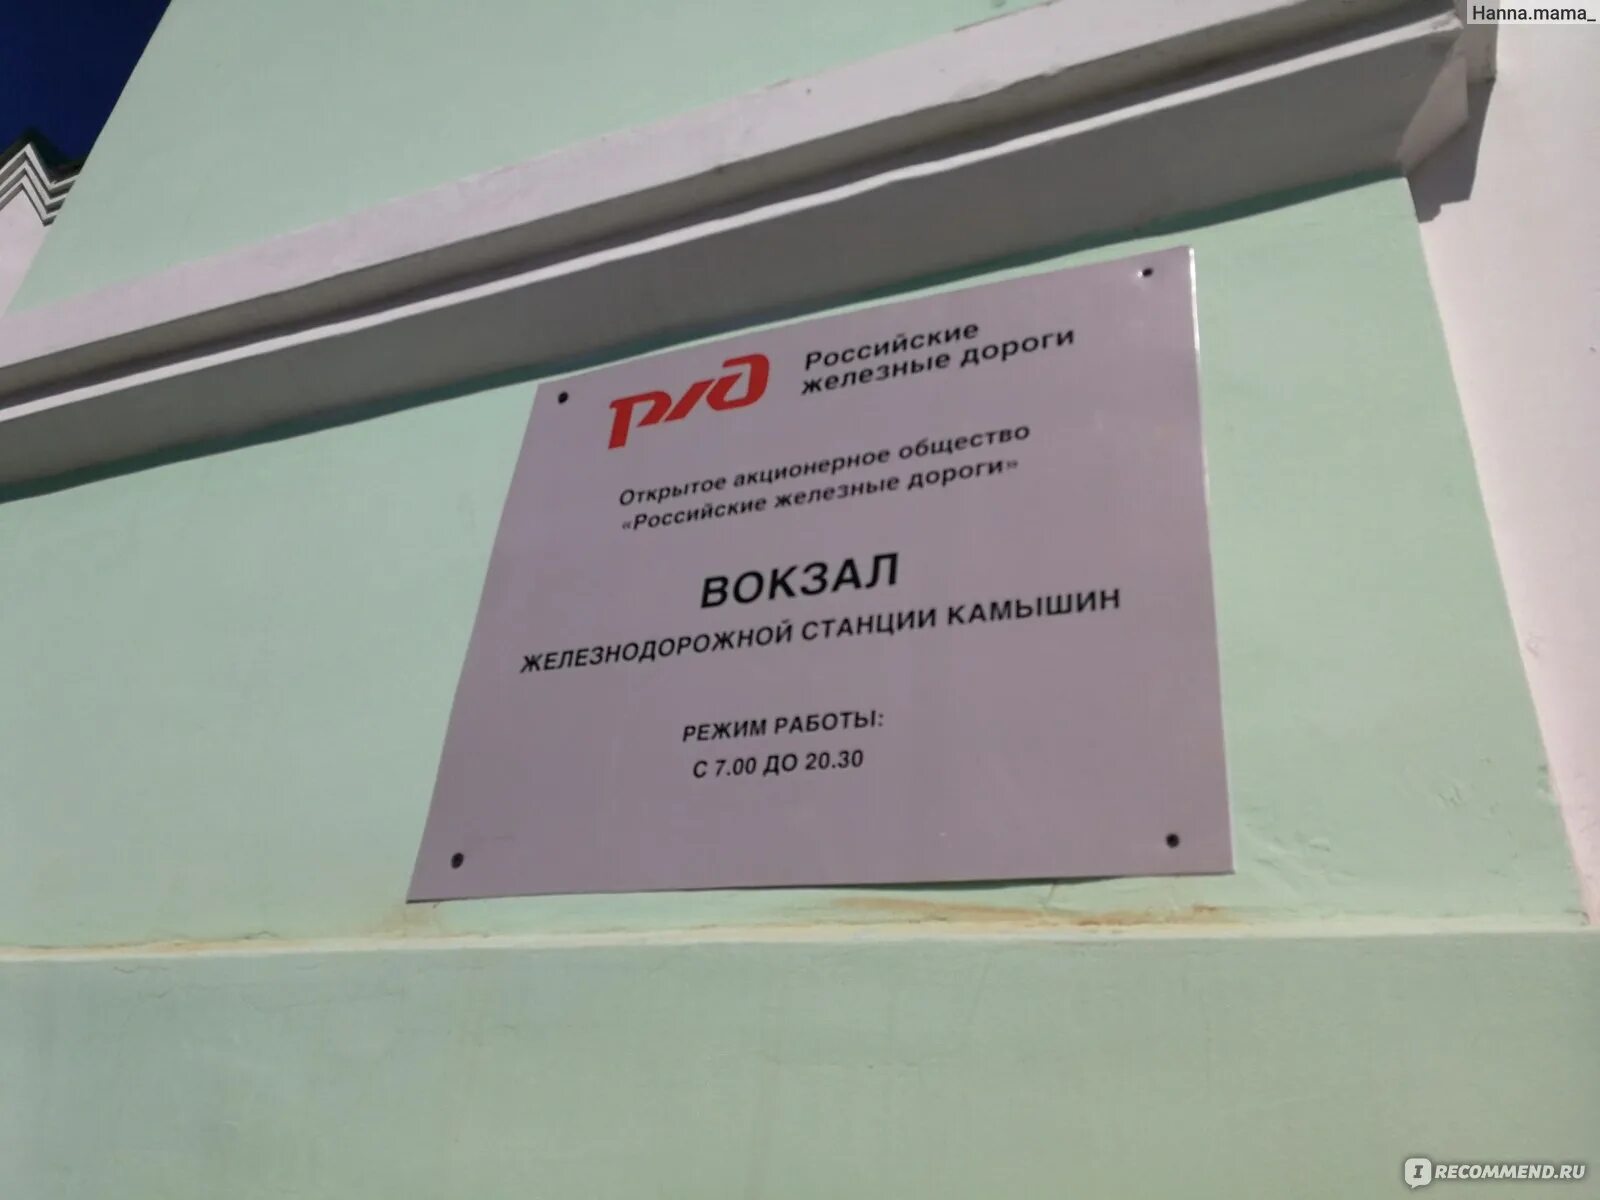 Hanna.mama_
РЖД Российские
железные дороги
Открытое акционерное общество
«Российские железные дороги»
ВОКЗАЛ
ЖЕЛЕЗНОДОРОЖНОЙ СТАНЦИИ КАМЫШИН
РЕЖИМ РАБОТЫ:
С 7.00 ДО 20.30
IRECOMMEND.RU